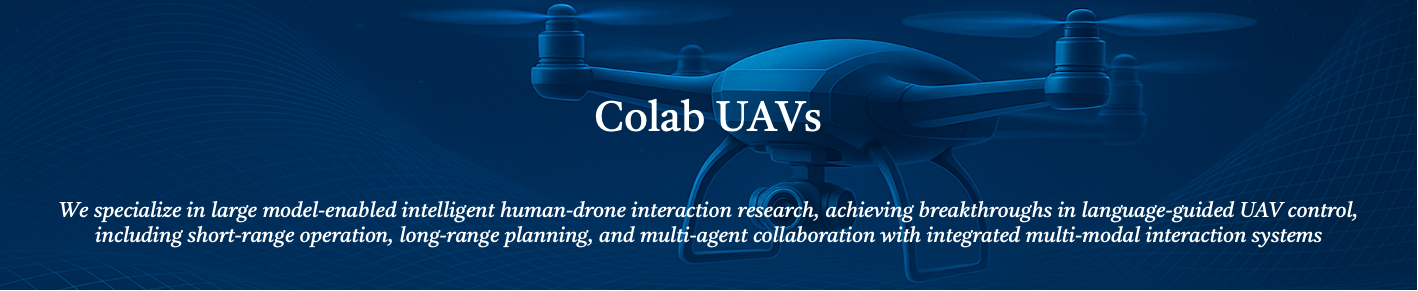 Colab UAVs
We specialize in large model-enabled intelligent human-drone interaction research, achieving breakthroughs in language-guided UAV control,
including short-range operation, long-range planning, and multi-agent collaboration with integrated multi-modal interaction systems